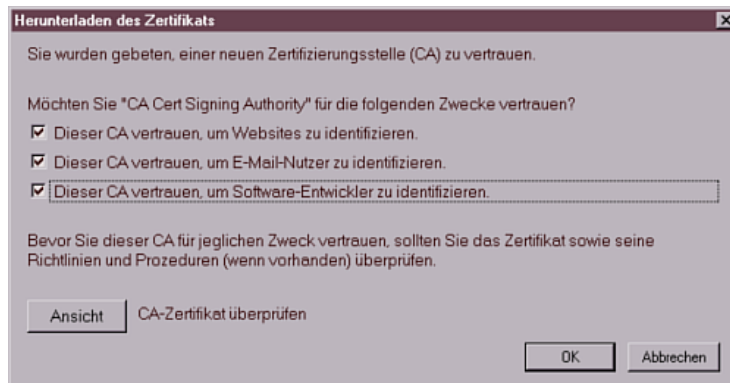 Herunterladen des Zertifikats
Sie wurden gebeten, einer neuen Zertifizierungsstelle (CA) zu vertrauen.
Möchten Sie "CA Cert Signing Authority" für die folgenden Zwecke vertrauen?
Dieser CA vertrauen, um Websites zu identifizieren.
Dieser CA vertrauen, um E-Mail-Nutzer zu identifizieren.
Dieser CA vertrauen, um Software-Entwickler zu identifizieren.
Bevor Sie dieser CA für jeglichen Zweck vertrauen, sollten Sie das Zertifikat sowie seine
Richtlinien und Prozeduren (wenn vorhanden) überprüfen.
Ansicht CA-Zertifikat überprüfen
OK Abbrechen